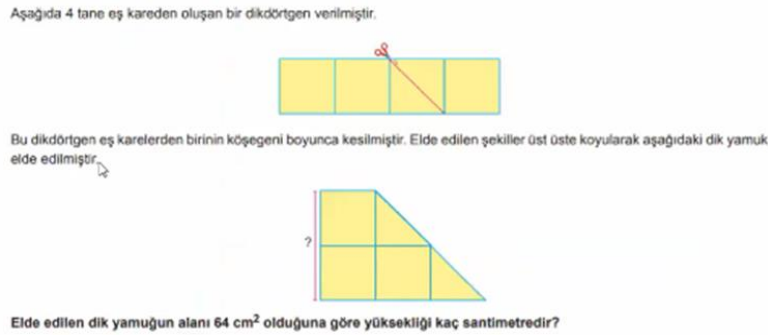 Aşağıda 4 tane eş kareden oluşan bir dikdörtgen verilmiştir.
Bu dikdörtgen eş karelerden birinin köşegeni boyunca kesilmiştir. Elde edilen şekiller üst üste koyularak aşağıdaki dik yamuk
elde edilmiştir.
?
Elde edilen dik yamuğun alanı 64 cm² olduğuna göre yüksekliği kaç santimetredir?